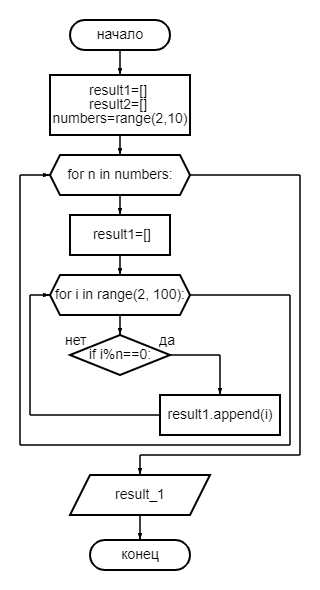 начало
result1=[]
result2=[]
numbers=range(2,10)
for n in numbers:
result1=[]
for i in range(2, 100):
нет
да
if i%n==0:
result1.append(i)
result_1
конец